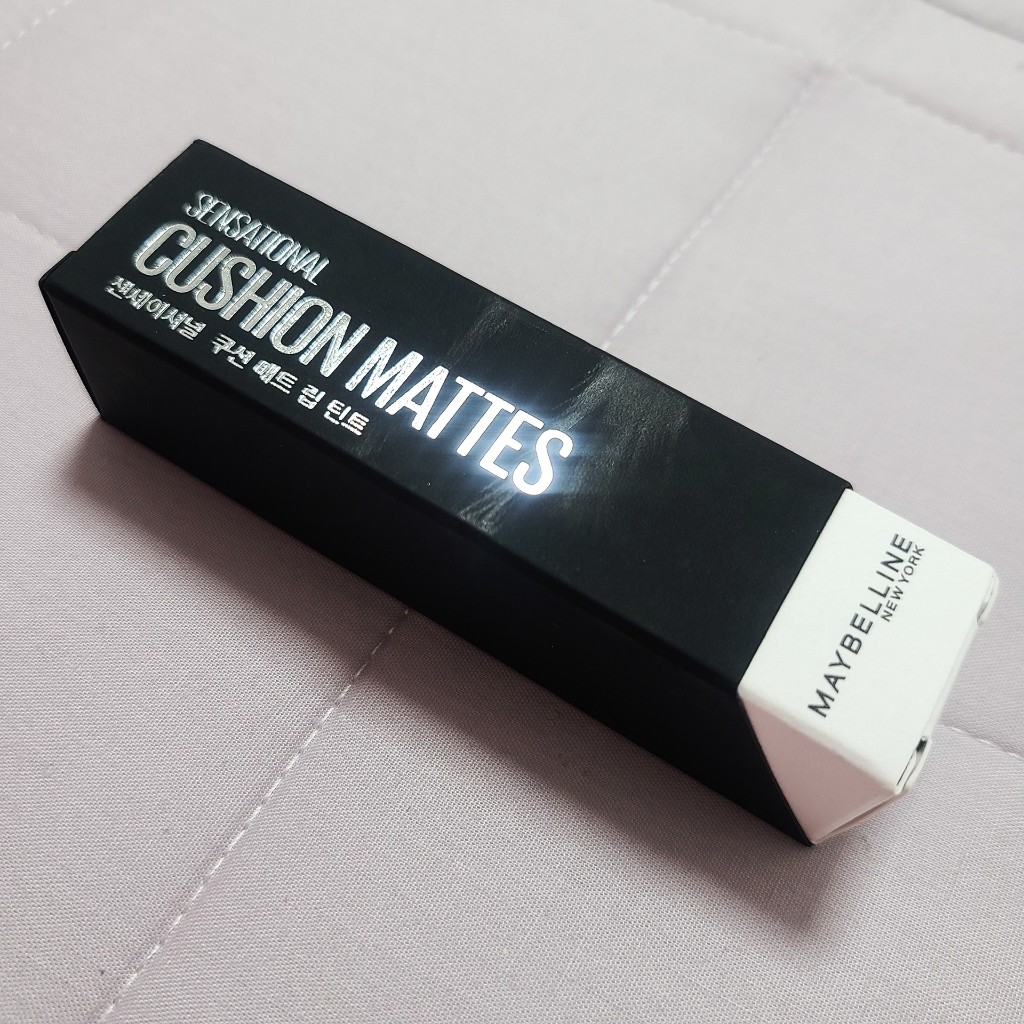 SENSATIONAL
CUSHION MATTES
센세이셔널 쿠션 매트 립 틴트
MAYBELLINE
NEW YORK